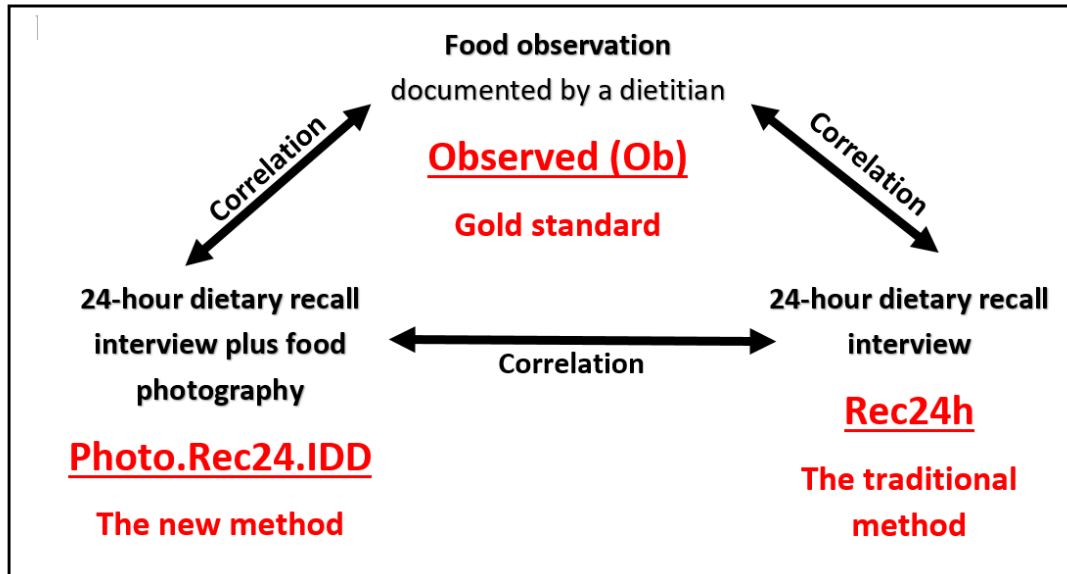 Food observation
documented by a dietitian
Observed (Ob)
Gold standard
Correlation
Correlation
24-hour dietary recall
interview plus food
photography
Photo.Rec24.IDD
The new method
Correlation
24-hour dietary recall
interview
Rec24h
The traditional
method